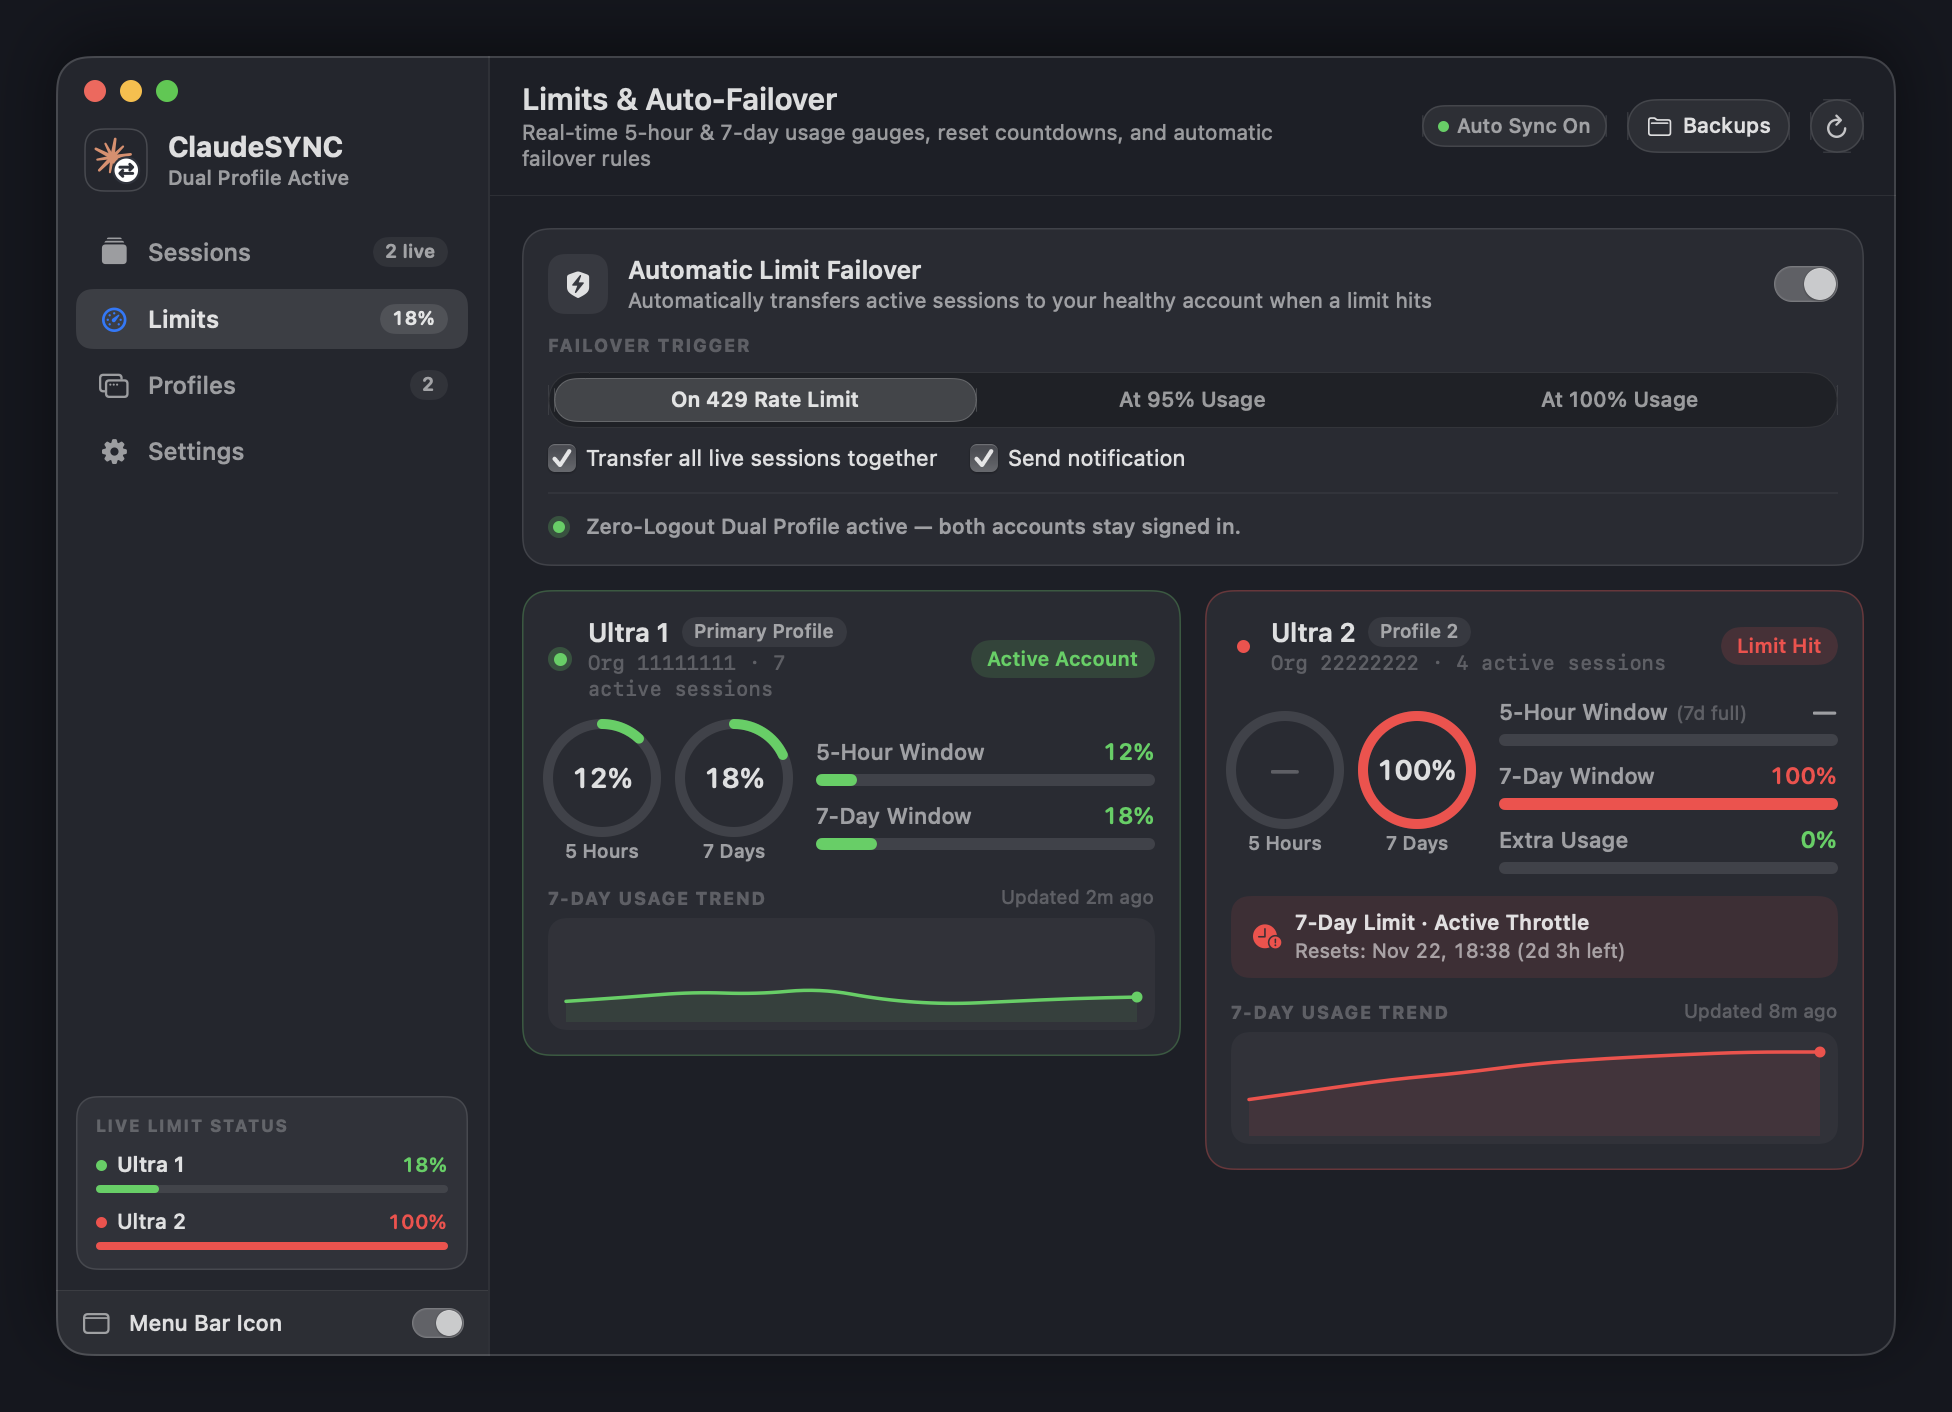 ClaudeSYNC
Dual Profile Active
Sessions
2 live
Limits
18%
Profiles
2
Settings
LIVE LIMIT STATUS
Ultra 1
18%
Ultra 2
100%
Menu Bar Icon
Limits & Auto-Failover
Real-time 5-hour & 7-day usage gauges, reset countdowns, and automatic
failover rules
Auto Sync On
Backups
Automatic Limit Failover
Automatically transfers active sessions to your healthy account when a limit hits
FAILOVER TRIGGER
On 429 Rate Limit
At 95% Usage
At 100% Usage
Transfer all live sessions together
Send notification
Zero-Logout Dual Profile active — both accounts stay signed in.
Ultra 1
Primary Profile
Org 11111111 · 7
active sessions
Active Account
12%
5 Hours
18%
7 Days
5-Hour Window
12%
7-Day Window
18%
7-DAY USAGE TREND
Updated 2m ago
Ultra 2
Profile 2
Org 22222222 · 4 active sessions
Limit Hit
—
5 Hours
100%
7 Days
5-Hour Window (7d full)
—
7-Day Window
100%
Extra Usage
0%
7-Day Limit · Active Throttle
Resets: Nov 22, 18:38 (2d 3h left)
7-DAY USAGE TREND
Updated 8m ago